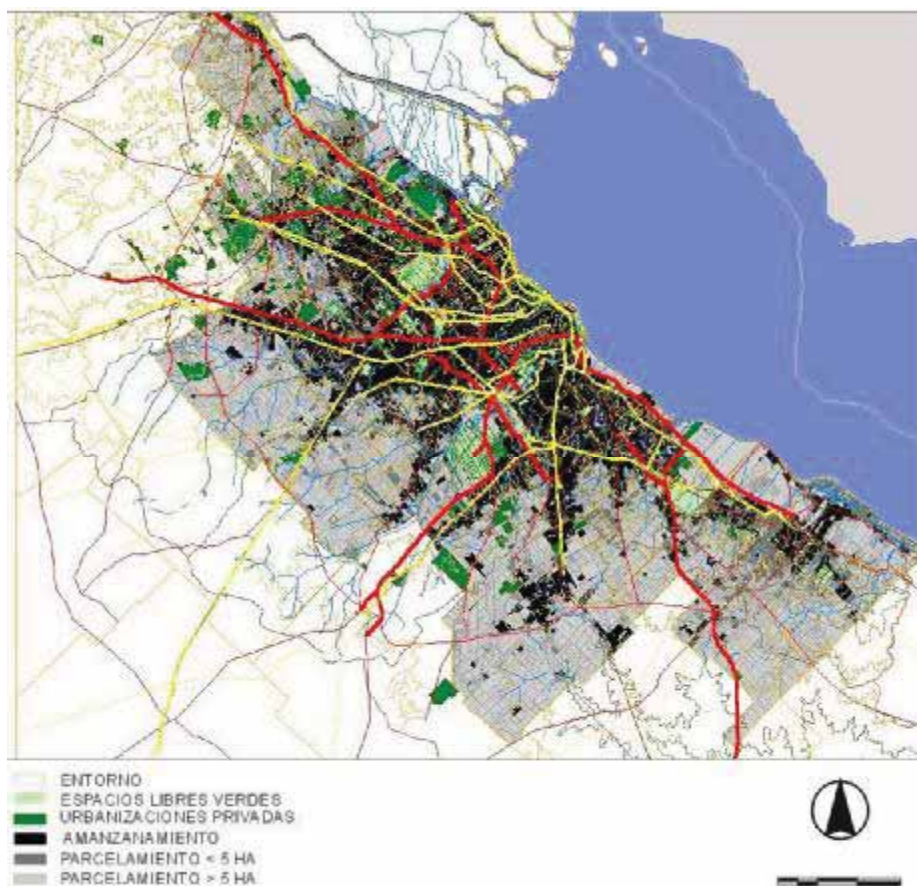 ENTORNO
ESPACIOS LIBRES VERDES
URBANIZACIONES PRIVADAS
AMANZANAMIENTO
PARCELAMIENTO < 5 HA
PARCELAMIENTO > 5 HA